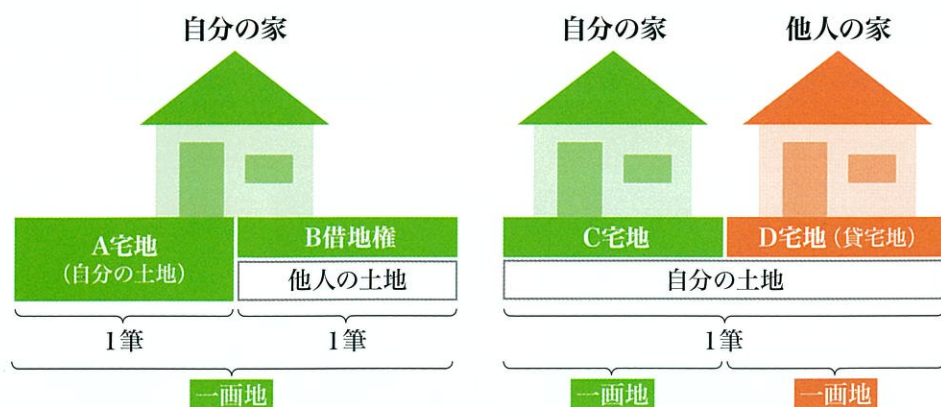 自分の家
自分の家
他人の家
A宅地
(自分の土地)
B借地権
他人の土地
C宅地
D宅地(貸宅地)
自分の土地
1筆
1筆
1筆
一画地
一画地
一画地